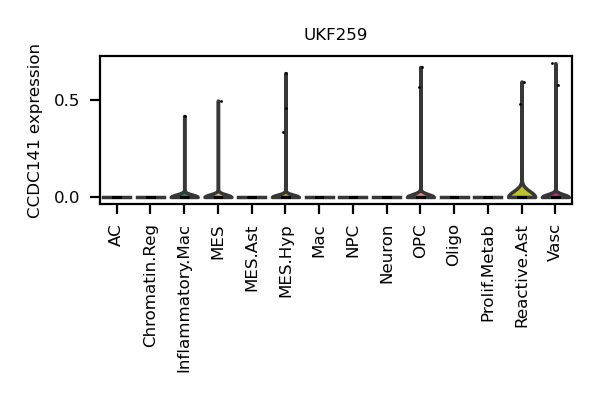 UKF259
CCDC141 expression
0.5
0.0
AC
Chromatin.Reg
Inflammatory.Mac
MES
MES.Ast
MES.Hyp
Mac
NPC
Neuron
OPC
Oligo
Prolif.Metab
Reactive.Ast
Vasc